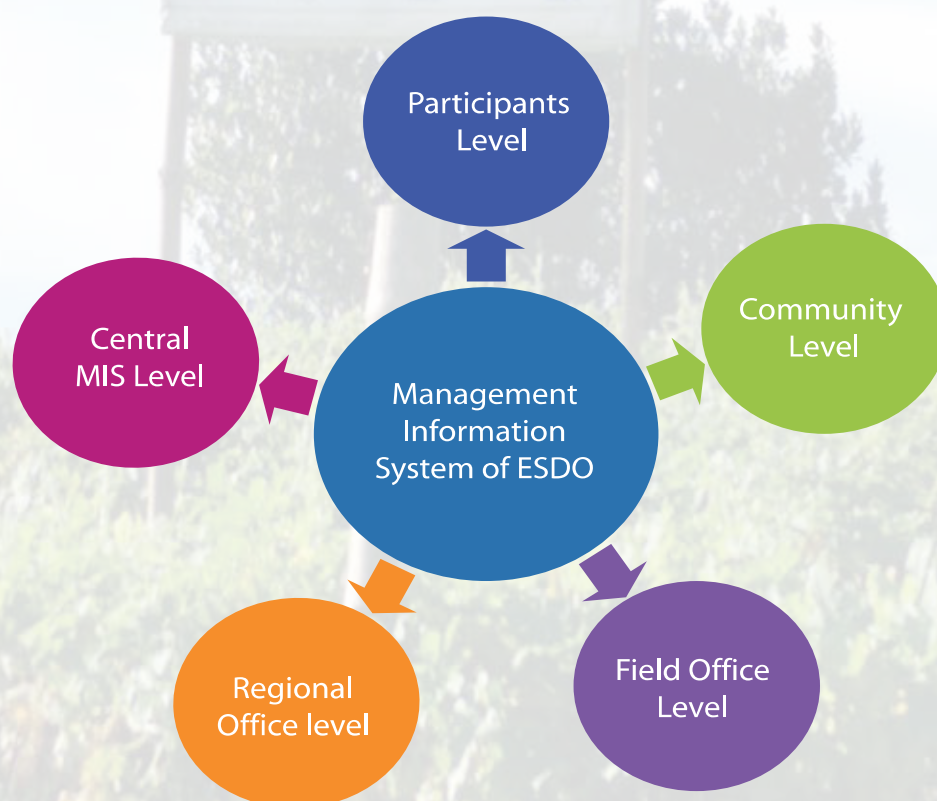 Participants
Level
Community
Level
Central
MIS Level
Management
Information
System of ESDO
Field Office
Level
Regional
Office level